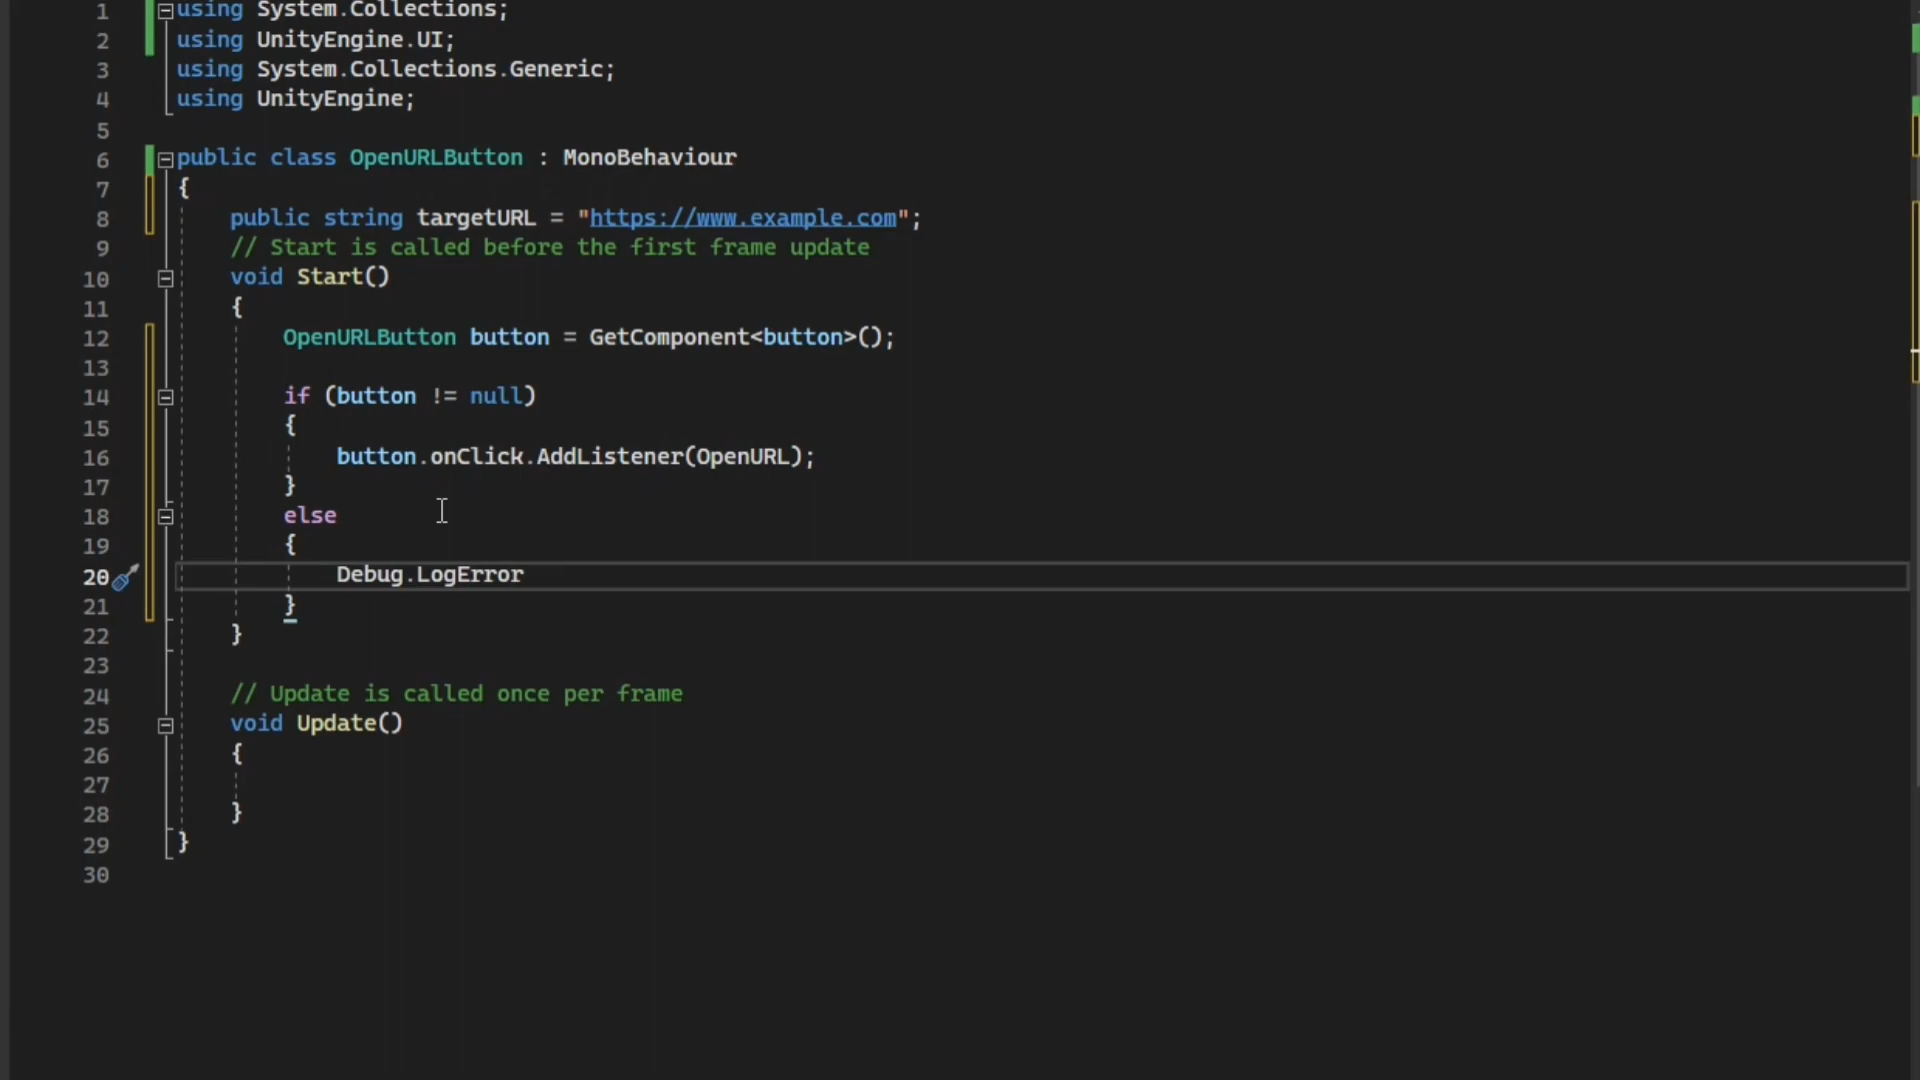 1 using System.Collections;
2 using UnityEngine.UI;
3 using System.Collections.Generic;
4 using UnityEngine;
5
6 public class OpenURLButton : MonoBehaviour
7 {
8 public string targetURL = "https://www.example.com";
9 // Start is called before the first frame update
10 void Start()
11 {
12 OpenURLButton button = GetComponent<button>();
13
14 if (button != null)
15 {
16 button.onClick.AddListener(OpenURL);
17 }
18 else
19 {
20 Debug.LogError
21 }
22 }
23
24 // Update is called once per frame
25 void Update()
26 {
27
28 }
29 }
30